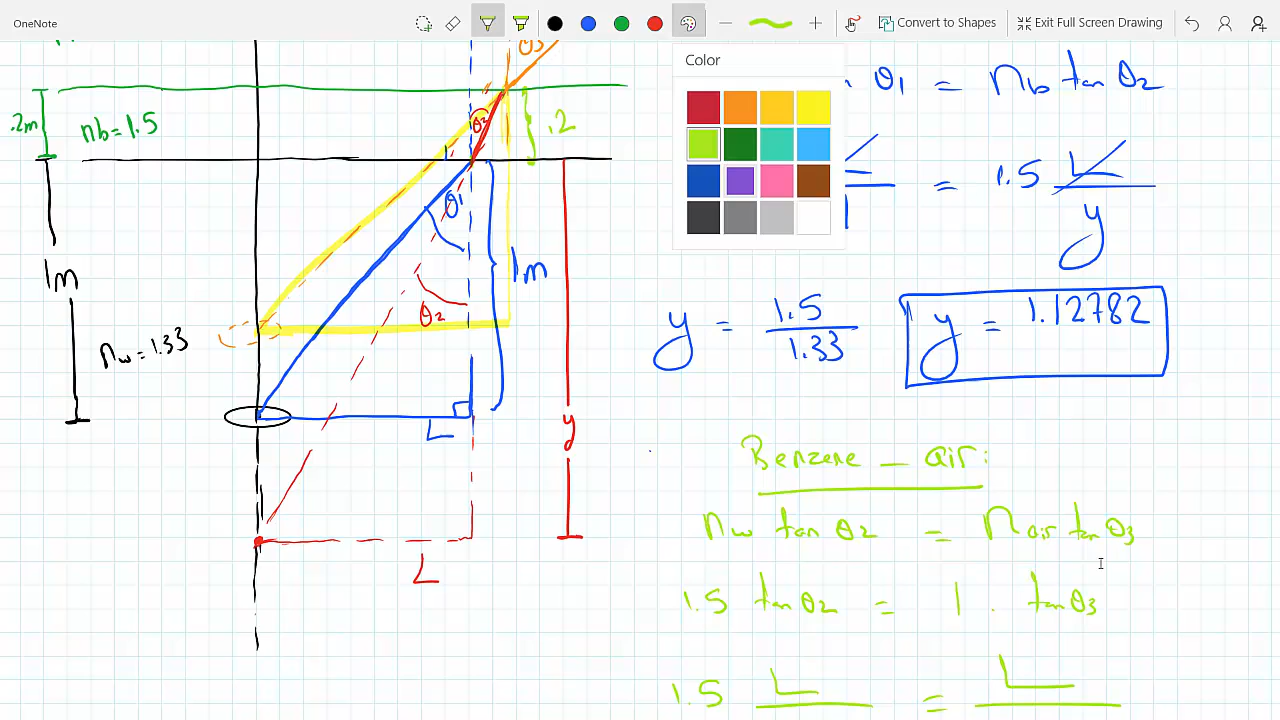 OneNote
Convert to Shapes
Exit Full Screen Drawing
Color
θ3
θ1 = nb tan θ2
.2m
nb = 1.5
θ2
.2
= 1.5 L
y
θ1
1m
1m
nw = 1.33
θ2
y = 1.5
1.33
y = 1.12782
L
y
Benzene – air:
nw tan θ2 = nair tan θ3
L
1.5 tan θ2 = 1 . tan θ3
1.5 L = L